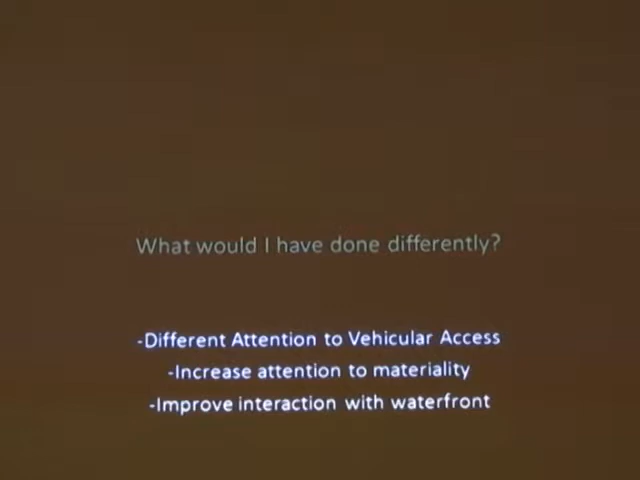 What would I have done differently?
-Different Attention to Vehicular Access
-Increase attention to materiality
-Improve interaction with waterfront